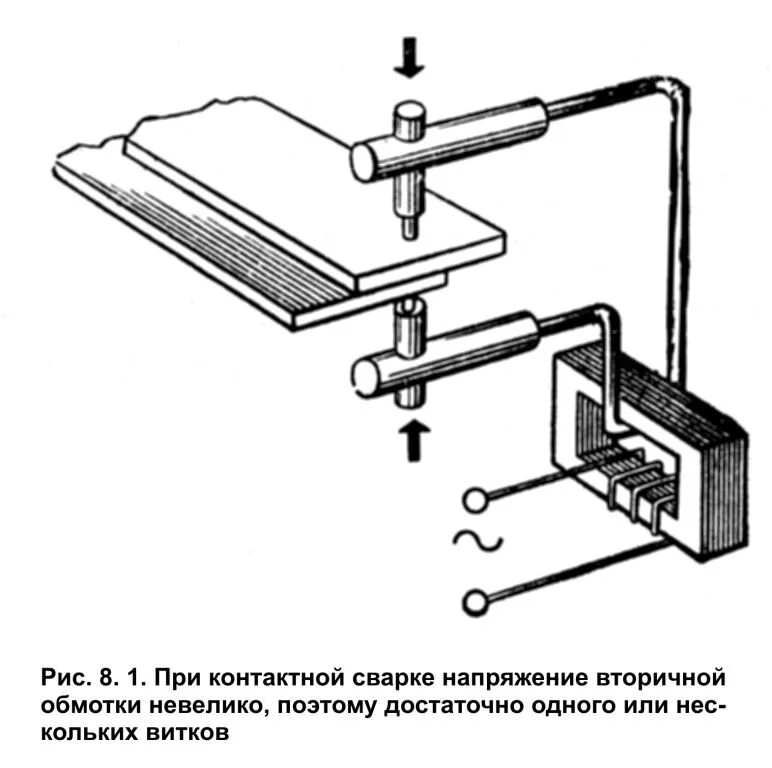 Рис. 8. 1. При контактной сварке напряжение вторичной
обмотки невелико, поэтому достаточно одного или нес-
кольких витков